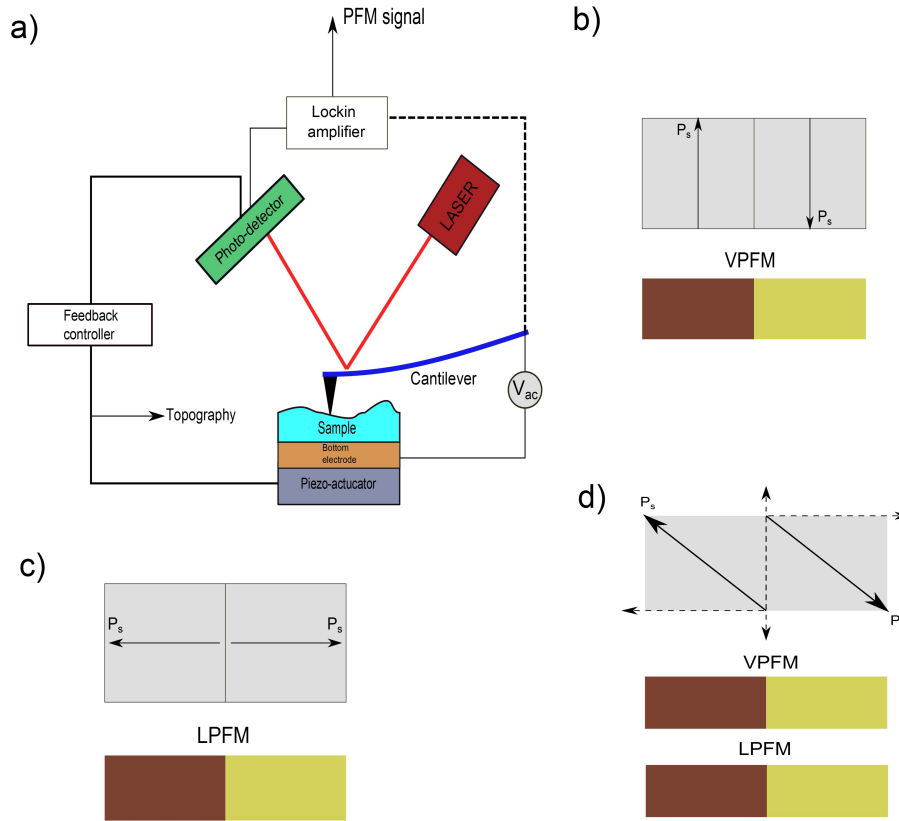 a)
PFM signal
Lockin
amplifier
Photo-detector
LASER
Feedback
controller
Cantilever
Vac
Topography
Sample
Bottom
electrode
Piezo-actucator
b)
Ps
Ps
VPFM
c)
Ps
Ps
LPFM
d)
Ps
P
VPFM
LPFM